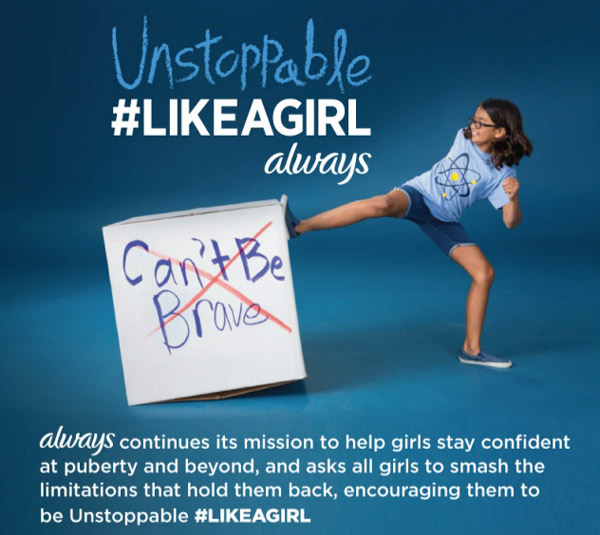 Unstoppable
#LIKEAGIRL
always
Can't Be
Brave
always continues its mission to help girls stay confident
at puberty and beyond, and asks all girls to smash the
limitations that hold them back, encouraging them to
be Unstoppable #LIKEAGIRL